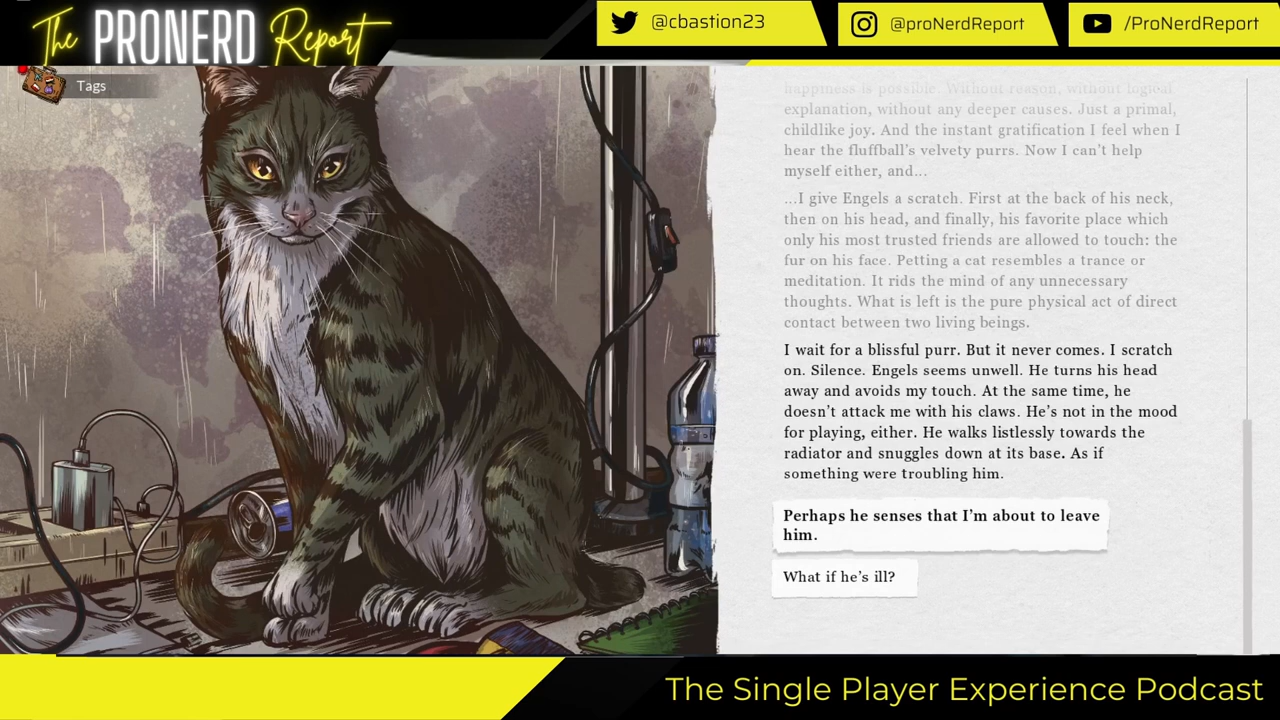 The PRONERD Report
@cbastion23
@proNerdReport
/ProNerdReport
Tags
happiness is possible. Without reason, without logical
explanation, without any deeper causes. Just a primal,
childlike joy. And the instant gratification I feel when I
hear the fluffball's velvety purrs. Now I can't help
myself either, and...
...I give Engels a scratch. First at the back of his neck,
then on his head, and finally, his favorite place which
only his most trusted friends are allowed to touch: the
fur on his face. Petting a cat resembles a trance or
meditation. It rids the mind of any unnecessary
thoughts. What is left is the pure physical act of direct
contact between two living beings.
I wait for a blissful purr. But it never comes. I scratch
on. Silence. Engels seems unwell. He turns his head
away and avoids my touch. At the same time, he
doesn't attack me with his claws. He's not in the mood
for playing, either. He walks listlessly towards the
radiator and snuggles down at its base. As if
something were troubling him.
Perhaps he senses that I'm about to leave
him.
What if he's ill?
The Single Player Experience Podcast